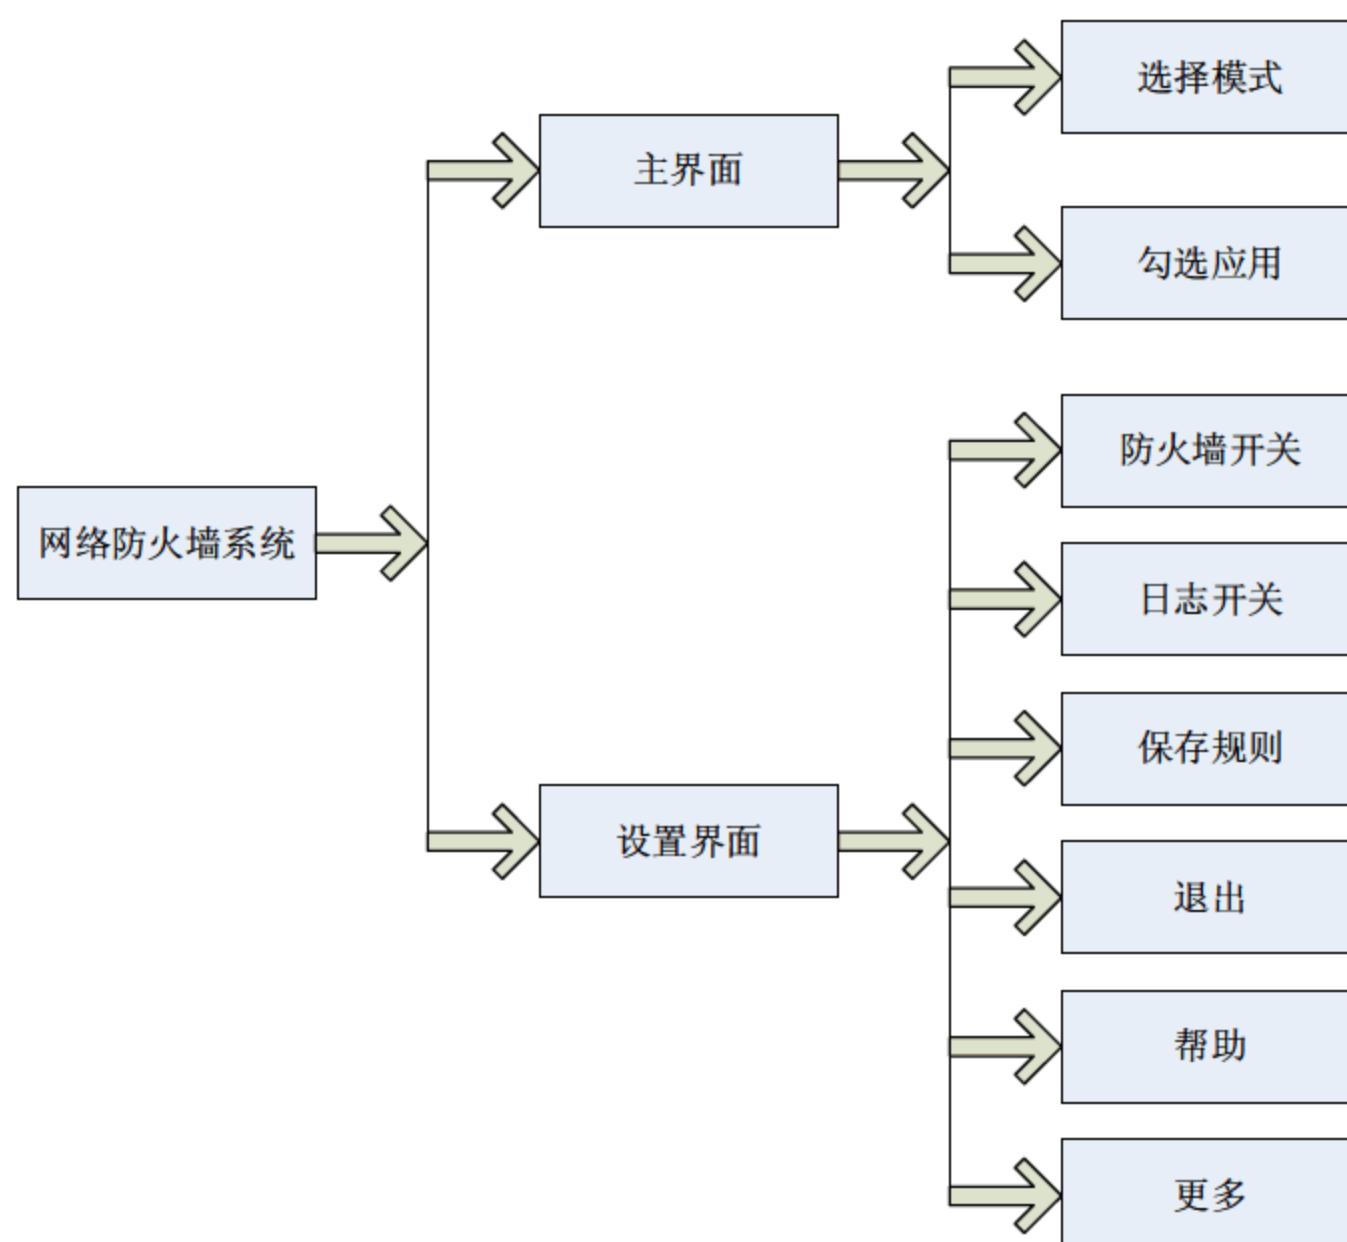 选择模式
主界面
勾选应用
防火墙开关
网络防火墙系统
日志开关
保存规则
设置界面
退出
帮助
更多